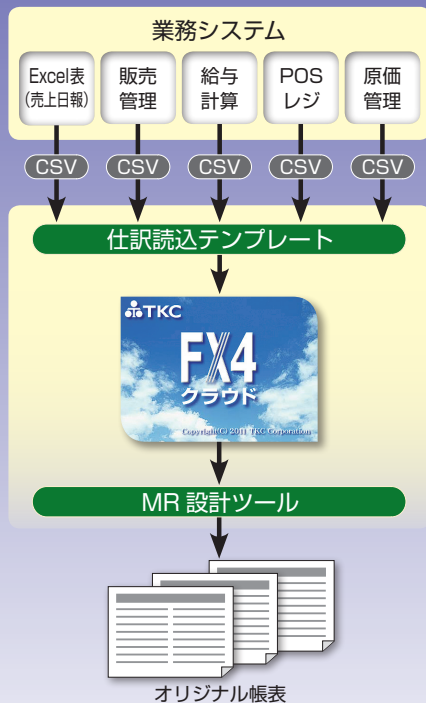 業務システム
Excel表 販売 給与 POS 原価
(売上日報) 管理 計算 レジ 管理
CSV CSV CSV CSV CSV
仕訳読込テンプレート
TKC
FX4
クラウド
Copyright(C) 2011 TKC Corporation
MR 設計ツール
オリジナル帳表